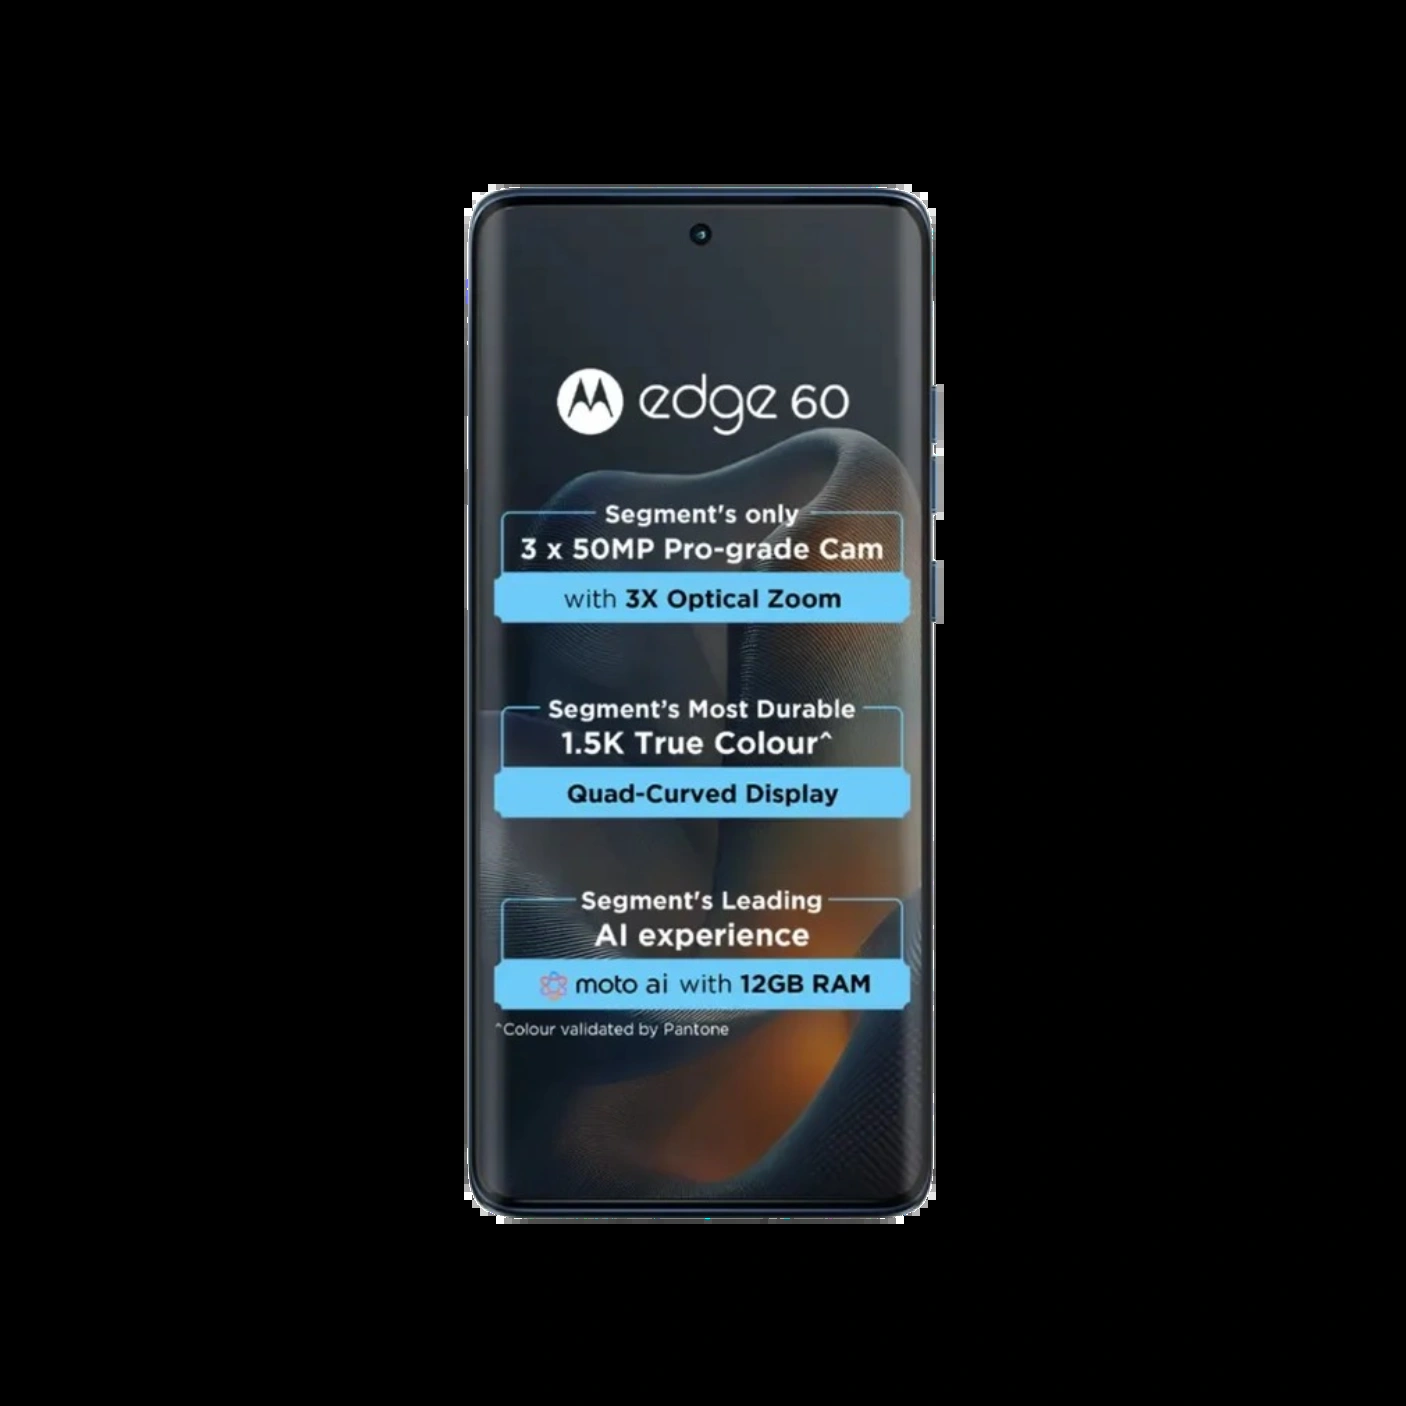 edge 60
Segment's only
3 x 50MP Pro-grade Cam
with 3X Optical Zoom
Segment’s Most Durable
1.5K True Colour^
Quad-Curved Display
Segment's Leading
AI experience
moto ai with 12GB RAM
^Colour validated by Pantone